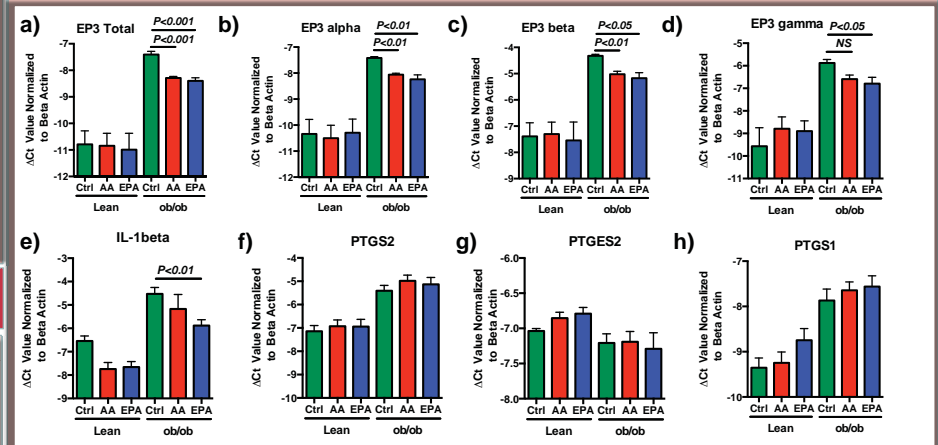 a)
EP3 Total
P<0.001
P<0.001
ΔCt Value Normalized
to Beta Actin
-7
-8
-9
-10
-11
-12
Ctrl AA EPA Ctrl AA EPA
Lean ob/ob
b)
EP3 alpha
P<0.01
P<0.01
ΔCt Value Normalized
to Beta Actin
-7
-8
-9
-10
-11
-12
Ctrl AA EPA Ctrl AA EPA
Lean ob/ob
c)
EP3 beta
P<0.05
P<0.01
ΔCt Value Normalized
to Beta Actin
-4
-5
-6
-7
-8
-9
Ctrl AA EPA Ctrl AA EPA
Lean ob/ob
d)
EP3 gamma
P<0.05
NS
ΔCt Value Normalized
to Beta Actin
-5
-6
-7
-8
-9
-10
-11
Ctrl AA EPA Ctrl AA EPA
Lean ob/ob
e)
IL-1beta
P<0.01
ΔCt Value Normalized
to Beta Actin
-3
-4
-5
-6
-7
-8
-9
Ctrl AA EPA Ctrl AA EPA
Lean ob/ob
f)
PTGS2
ΔCt Value Normalized
to Beta Actin
-4
-5
-6
-7
-8
-9
-10
Ctrl AA EPA Ctrl AA EPA
Lean ob/ob
g)
PTGES2
ΔCt Value Normalized
to Beta Actin
-6.0
-6.5
-7.0
-7.5
-8.0
Ctrl AA EPA Ctrl AA EPA
Lean ob/ob
h)
PTGS1
ΔCt Value Normalized
to Beta Actin
-7
-8
-9
-10
Ctrl AA EPA Ctrl AA EPA
Lean ob/ob